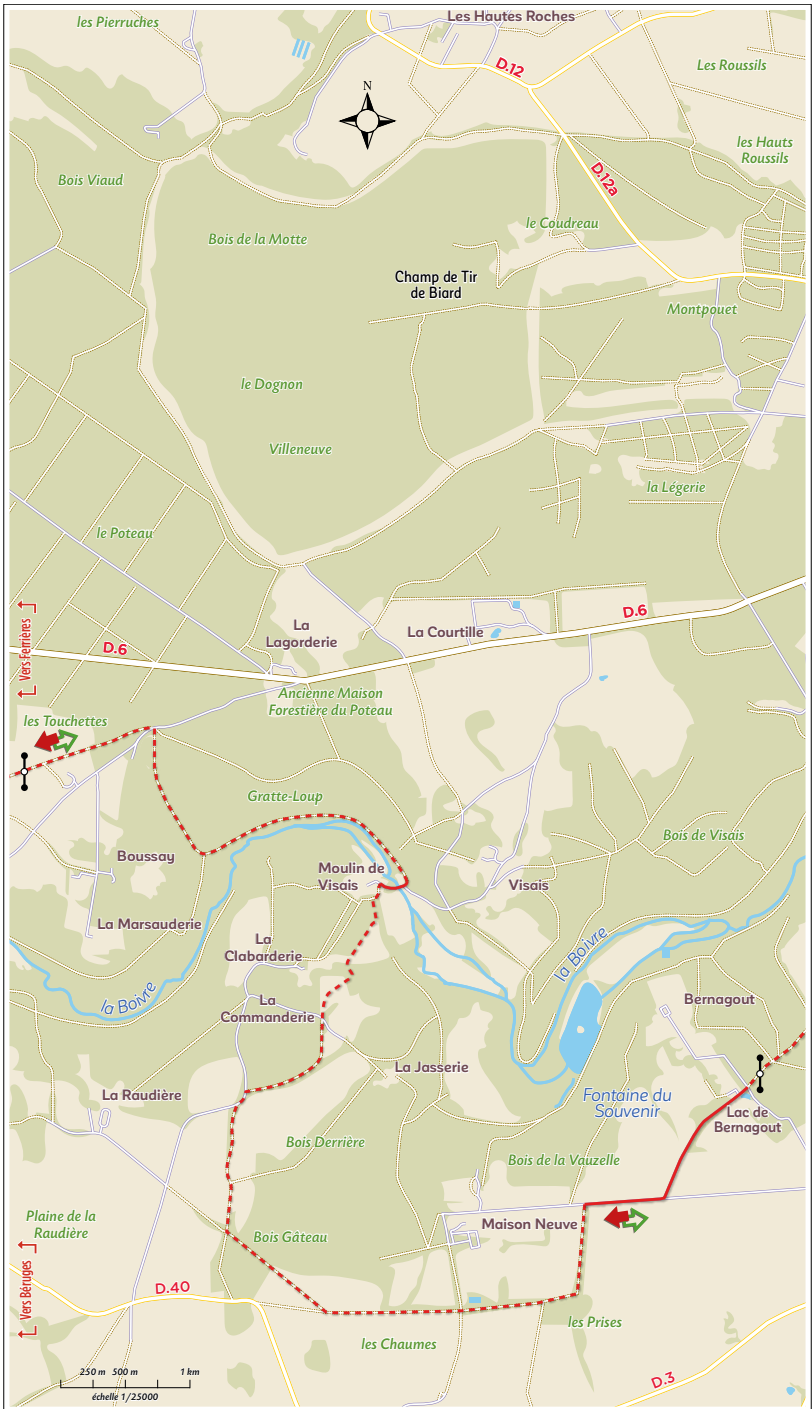 les Pierruches
Les Hautes Roches
D.12
Les Roussils
N
les Hauts
Roussils
D.12a
Bois Viaud
le Coudreau
Bois de la Motte
Champ de Tir
de Biard
Montpouet
le Dognon
Villeneuve
la Légerie
le Poteau
Vers Ferrières
La
Lagorderie
La Courtille
D.6
D.6
Ancienne Maison
Forestière du Poteau
les Touchettes
Gratte-Loup
Bois de Visais
Boussay
Moulin de
Visais
Visais
La Marsauderie
La
Clabarderie
la Boivre
la Boivre
La
Commanderie
Bernagout
La Jasserie
La Raudière
Fontaine du
Souvenir
Lac de
Bernagout
Bois Derrière
Bois de la Vauzelle
Plaine de la
Raudière
Maison Neuve
Bois Gâteau
Vers Béruges
D.40
les Prises
les Chaumes
250 m 500 m 1 km
échelle 1/25000
D.3